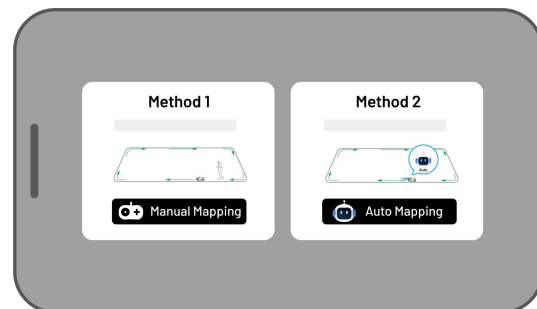 Method 1
Manual Mapping
Method 2
Auto
Auto Mapping